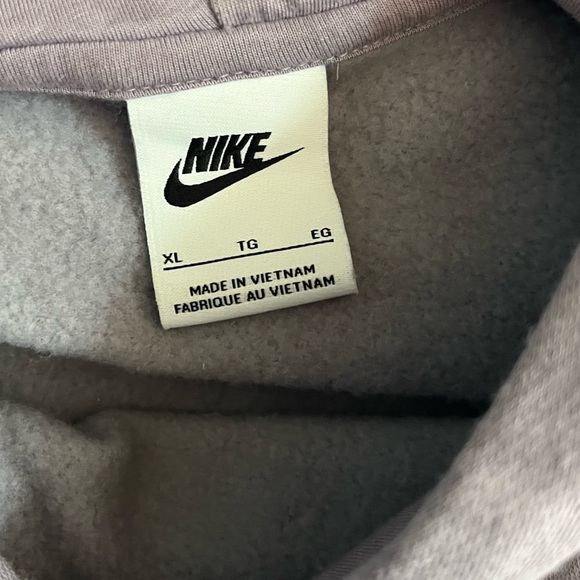 NIKE
XL TG EG
MADE IN VIETNAM
FABRIQUE AU VIETNAM